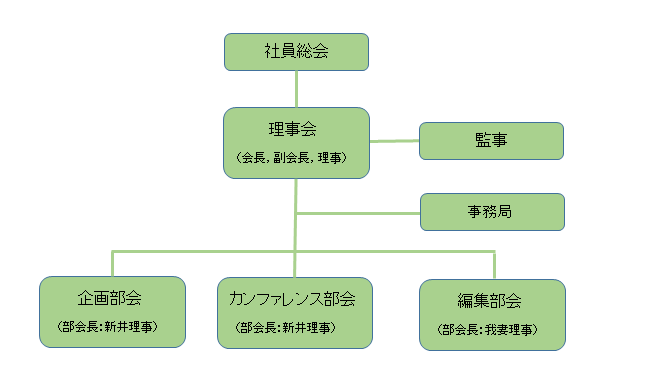 社員総会
理事会
（会長，副会長，理事）
監事
事務局
企画部会
（部会長：新井理事）
カンファレンス部会
（部会長：新井理事）
編集部会
（部会長：我妻理事）